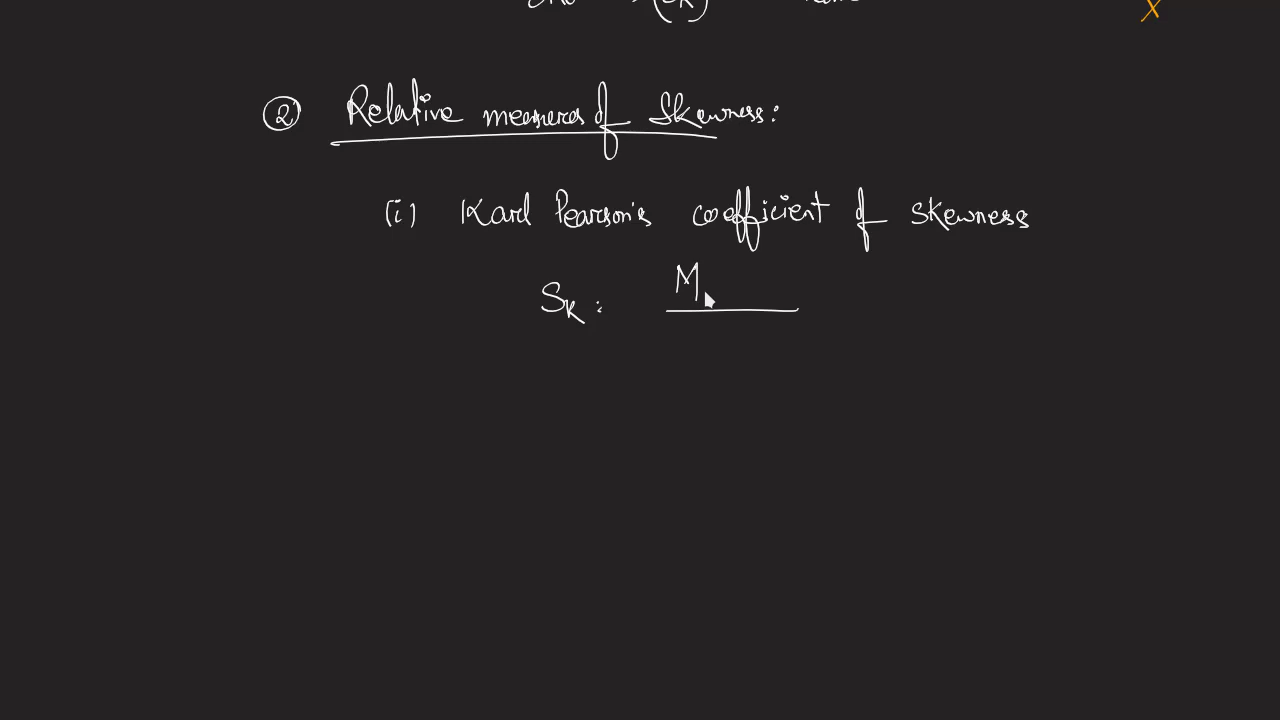 ② Relative measures of Skewness:
(i) Karl Pearson's coefficient of skewness
Sk : M